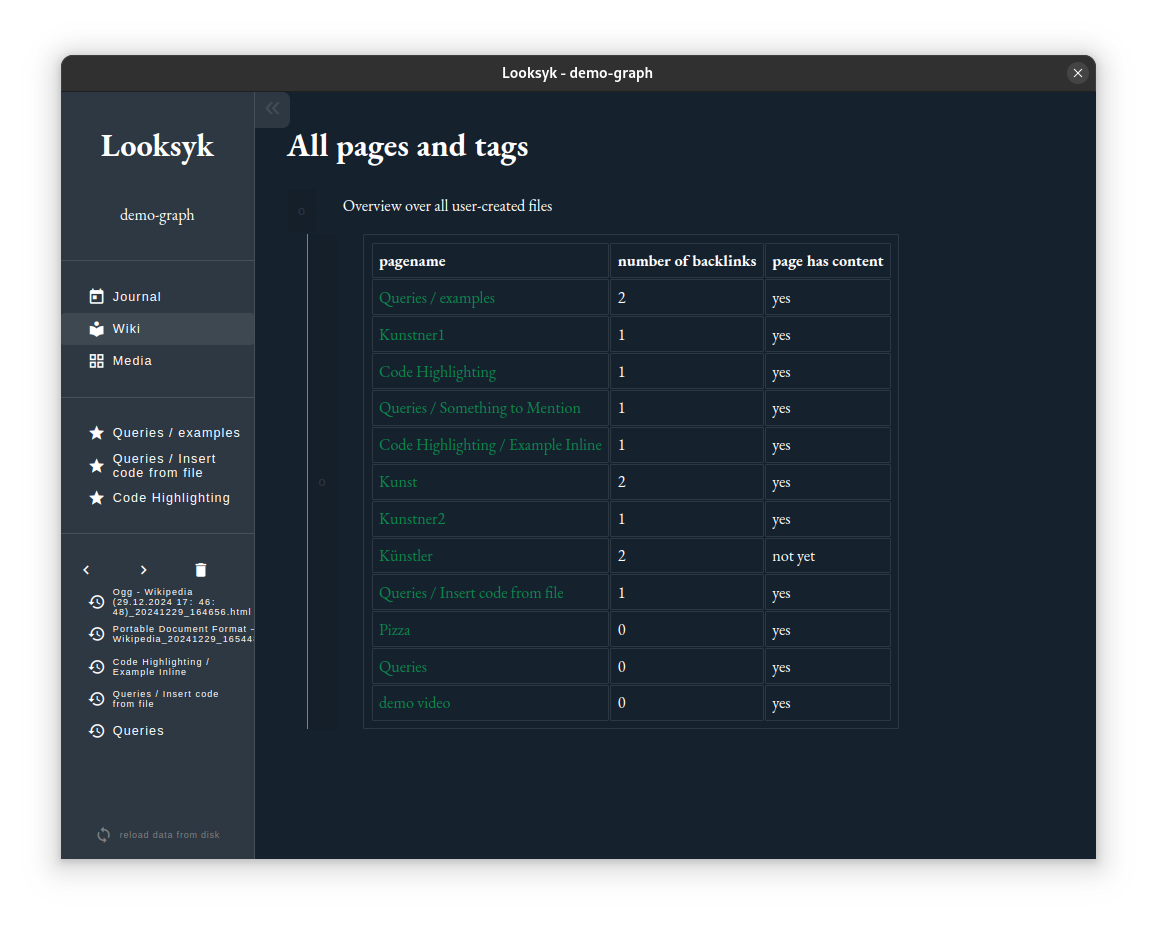 Looksyk - demo-graph
Looksyk
demo-graph
Journal
Wiki
Media
Queries / examples
Queries / Insert
code from file
Code Highlighting
Ogg - Wikipedia
(29.12.2024 17: 46:
48)_20241229_164656.html
Portable Document Format –
Wikipedia_20241229_16544
Code Highlighting /
Example Inline
Queries / Insert code
from file
Queries
reload data from disk
All pages and tags
Overview over all user-created files
pagename number of backlinks page has content
Queries / examples 2 yes
Kunstner1 1 yes
Code Highlighting 1 yes
Queries / Something to Mention 1 yes
Code Highlighting / Example Inline 1 yes
Kunst 2 yes
Kunstner2 1 yes
Künstler 2 not yet
Queries / Insert code from file 1 yes
Pizza 0 yes
Queries 0 yes
demo video 0 yes